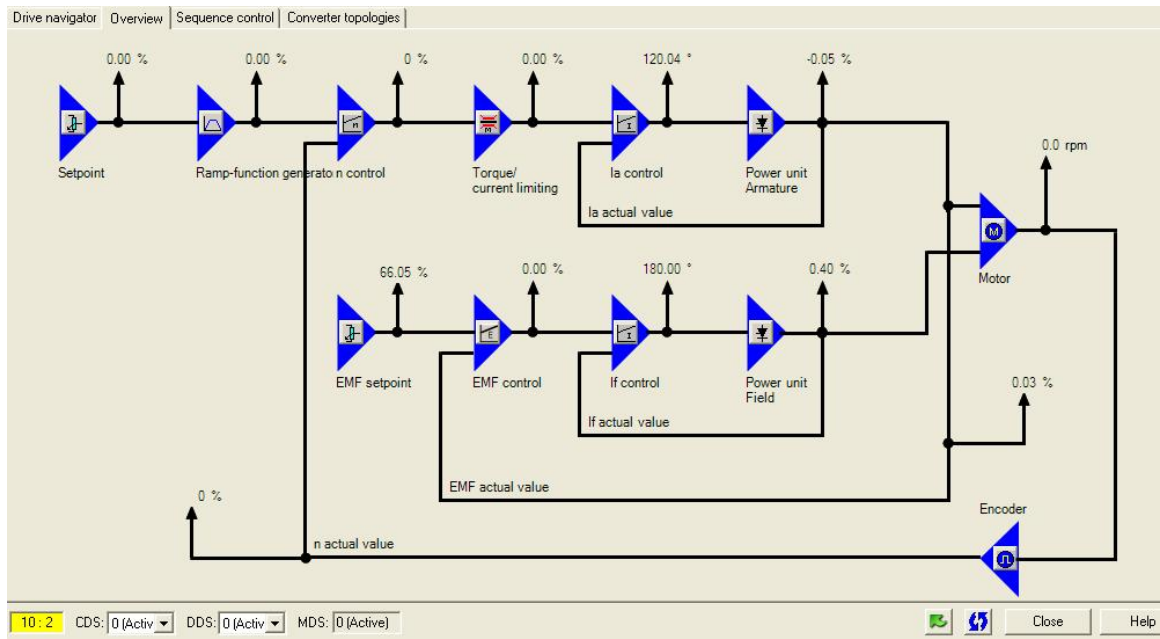 Drive navigator Overview Sequence control Converter topologies
0.00 % 0.00 % 0 % 0.00 % 120.04 ° -0.05 %
Setpoint Ramp-function generato n control Torque/ Ia control Power unit
current limiting Armature
0.0 rpm
Ia actual value
M
Motor
66.05 % 0.00 % 180.00 ° 0.40 %
EMF setpoint EMF control If control Power unit
Field
0.03 %
If actual value
EMF actual value
0 %
Encoder
n actual value
10 : 2 CDS: 0 (Activ DDS: 0 (Activ MDS: 0 (Active) Close Help